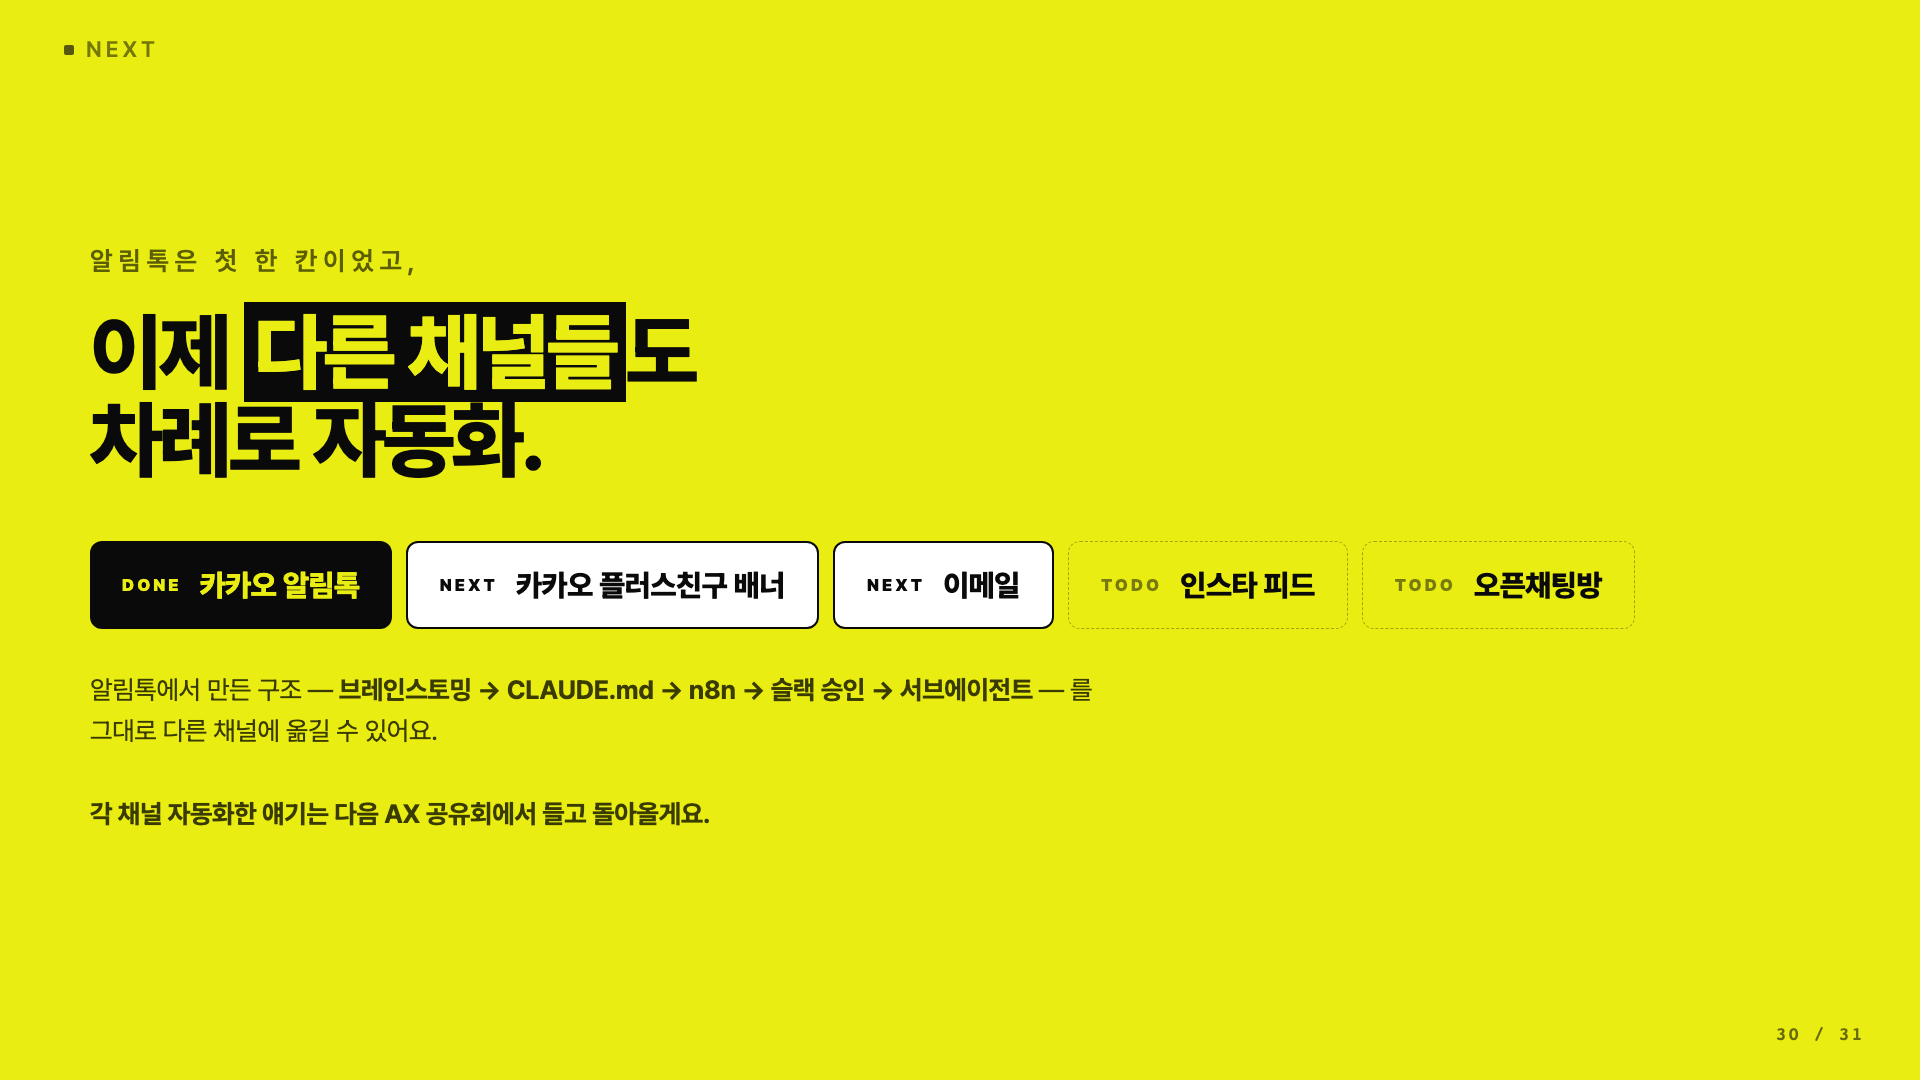 NEXT
알림톡은 첫 한 칸이었고,
이제 다른 채널들도
차례로 자동화.
DONE 카카오 알림톡
NEXT 카카오 플러스친구 배너
NEXT 이메일
TODO 인스타 피드
TODO 오픈채팅방
알림톡에서 만든 구조 — 브레인스토밍 → CLAUDE.md → n8n → 슬랙 승인 → 서브에이전트 — 를
그대로 다른 채널에 옮길 수 있어요.
각 채널 자동화한 얘기는 다음 AX 공유회에서 들고 돌아올게요.
30 / 31